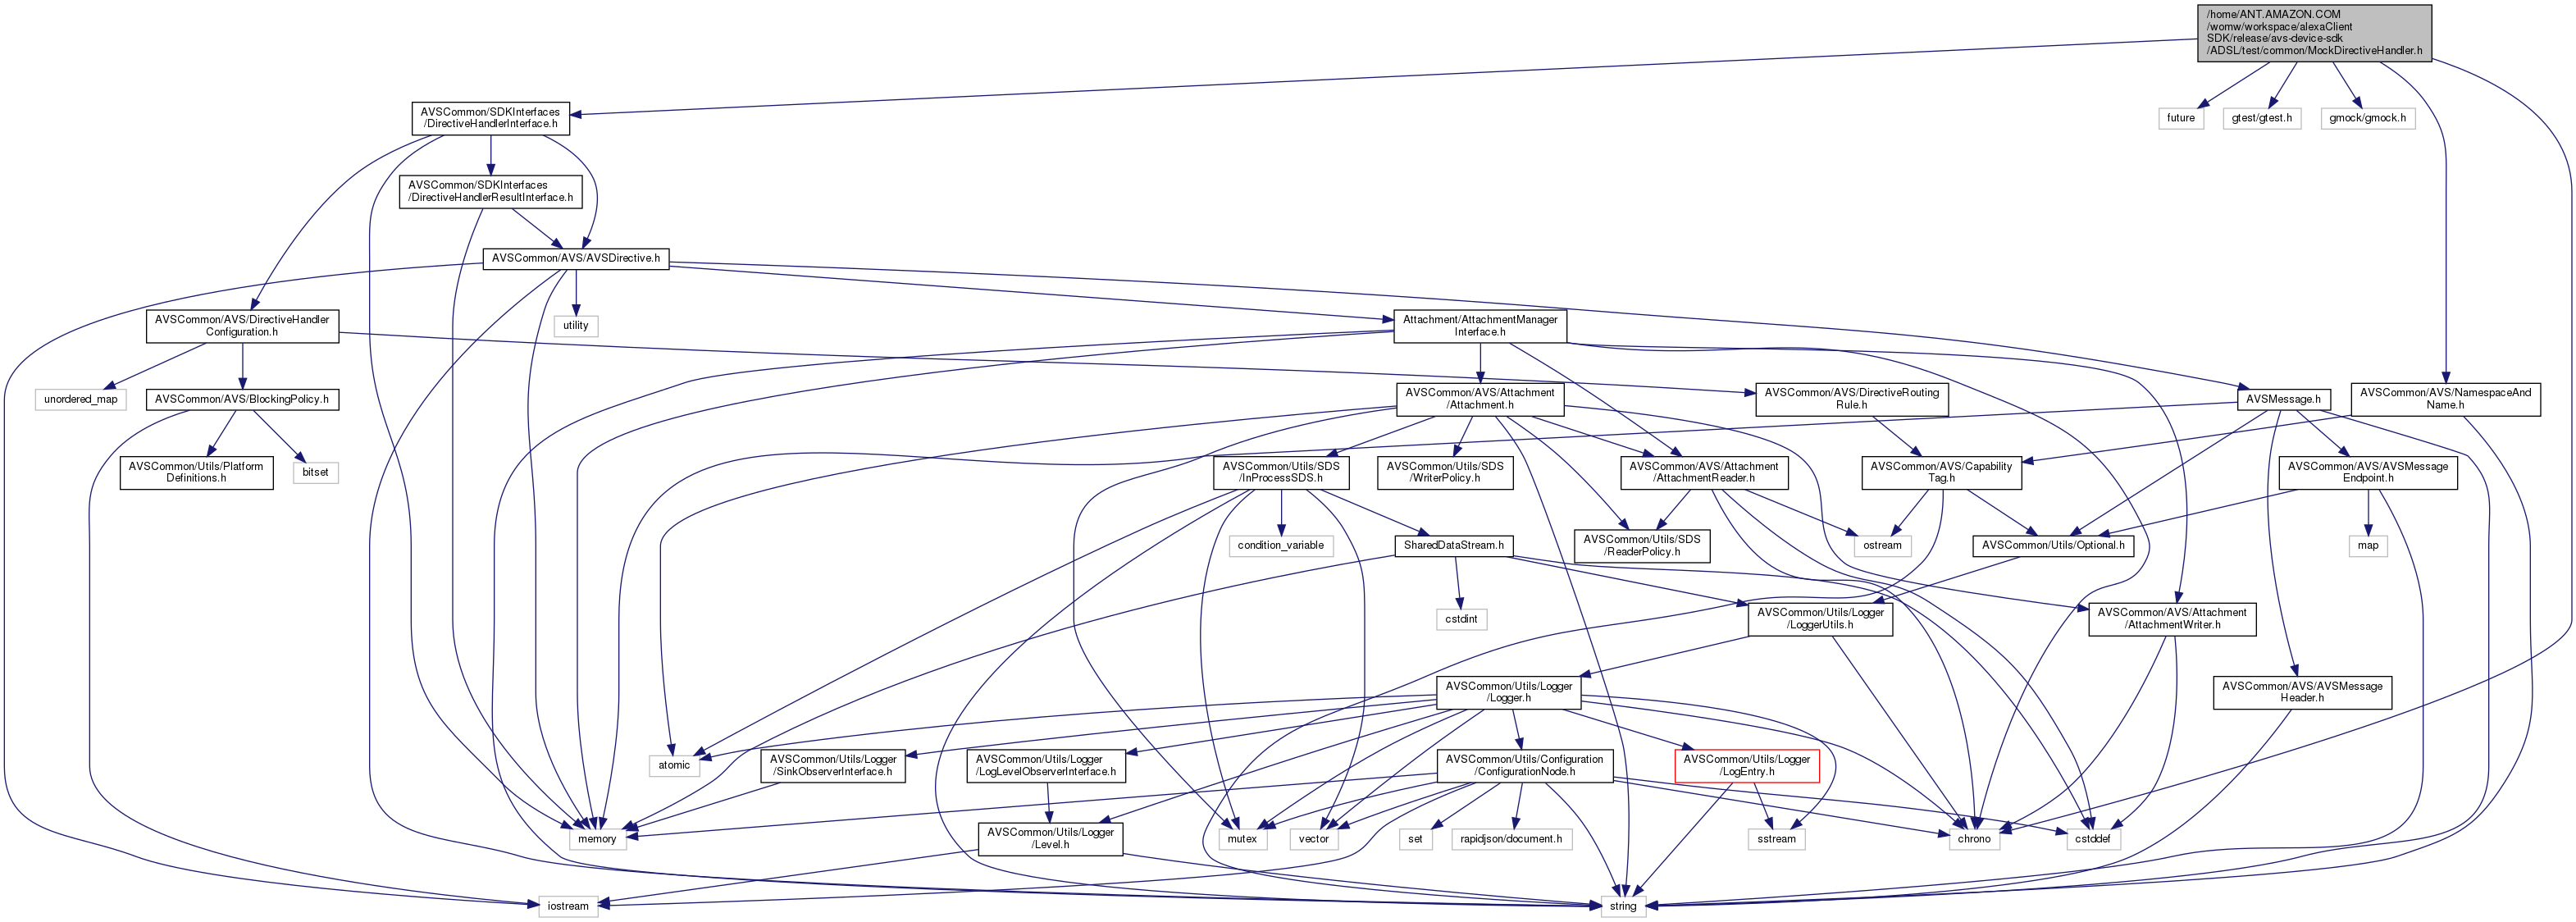 /home/ANT.AMAZON.COM
/womw/workspace/alexaClient
SDK/release/avs-device-sdk
/ADSL/test/common/MockDirectiveHandler.h
AVSCommon/SDKInterfaces
/DirectiveHandlerInterface.h
future
gtest/gtest.h
gmock/gmock.h
AVSCommon/SDKInterfaces
/DirectiveHandlerResultInterface.h
AVSCommon/AVS/AVSDirective.h
AVSCommon/AVS/DirectiveHandler
Configuration.h
utility
Attachment/AttachmentManager
Interface.h
unordered_map
AVSCommon/AVS/BlockingPolicy.h
AVSCommon/AVS/Attachment
/Attachment.h
AVSCommon/AVS/DirectiveRouting
Rule.h
AVSMessage.h
AVSCommon/AVS/NamespaceAnd
Name.h
AVSCommon/Utils/Platform
Definitions.h
bitset
AVSCommon/Utils/SDS
/InProcessSDS.h
AVSCommon/Utils/SDS
/WriterPolicy.h
AVSCommon/AVS/Attachment
/AttachmentReader.h
AVSCommon/AVS/Capability
Tag.h
AVSCommon/AVS/AVSMessage
Endpoint.h
condition_variable
SharedDataStream.h
AVSCommon/Utils/SDS
/ReaderPolicy.h
ostream
AVSCommon/Utils/Optional.h
map
cstdint
AVSCommon/Utils/Logger
/LoggerUtils.h
AVSCommon/AVS/Attachment
/AttachmentWriter.h
AVSCommon/Utils/Logger
/Logger.h
AVSCommon/AVS/AVSMessage
Header.h
atomic
AVSCommon/Utils/Logger
/SinkObserverInterface.h
AVSCommon/Utils/Logger
/LogLevelObserverInterface.h
AVSCommon/Utils/Configuration
/ConfigurationNode.h
AVSCommon/Utils/Logger
/LogEntry.h
memory
AVSCommon/Utils/Logger
/Level.h
mutex
vector
set
rapidjson/document.h
sstream
chrono
cstddef
iostream
string